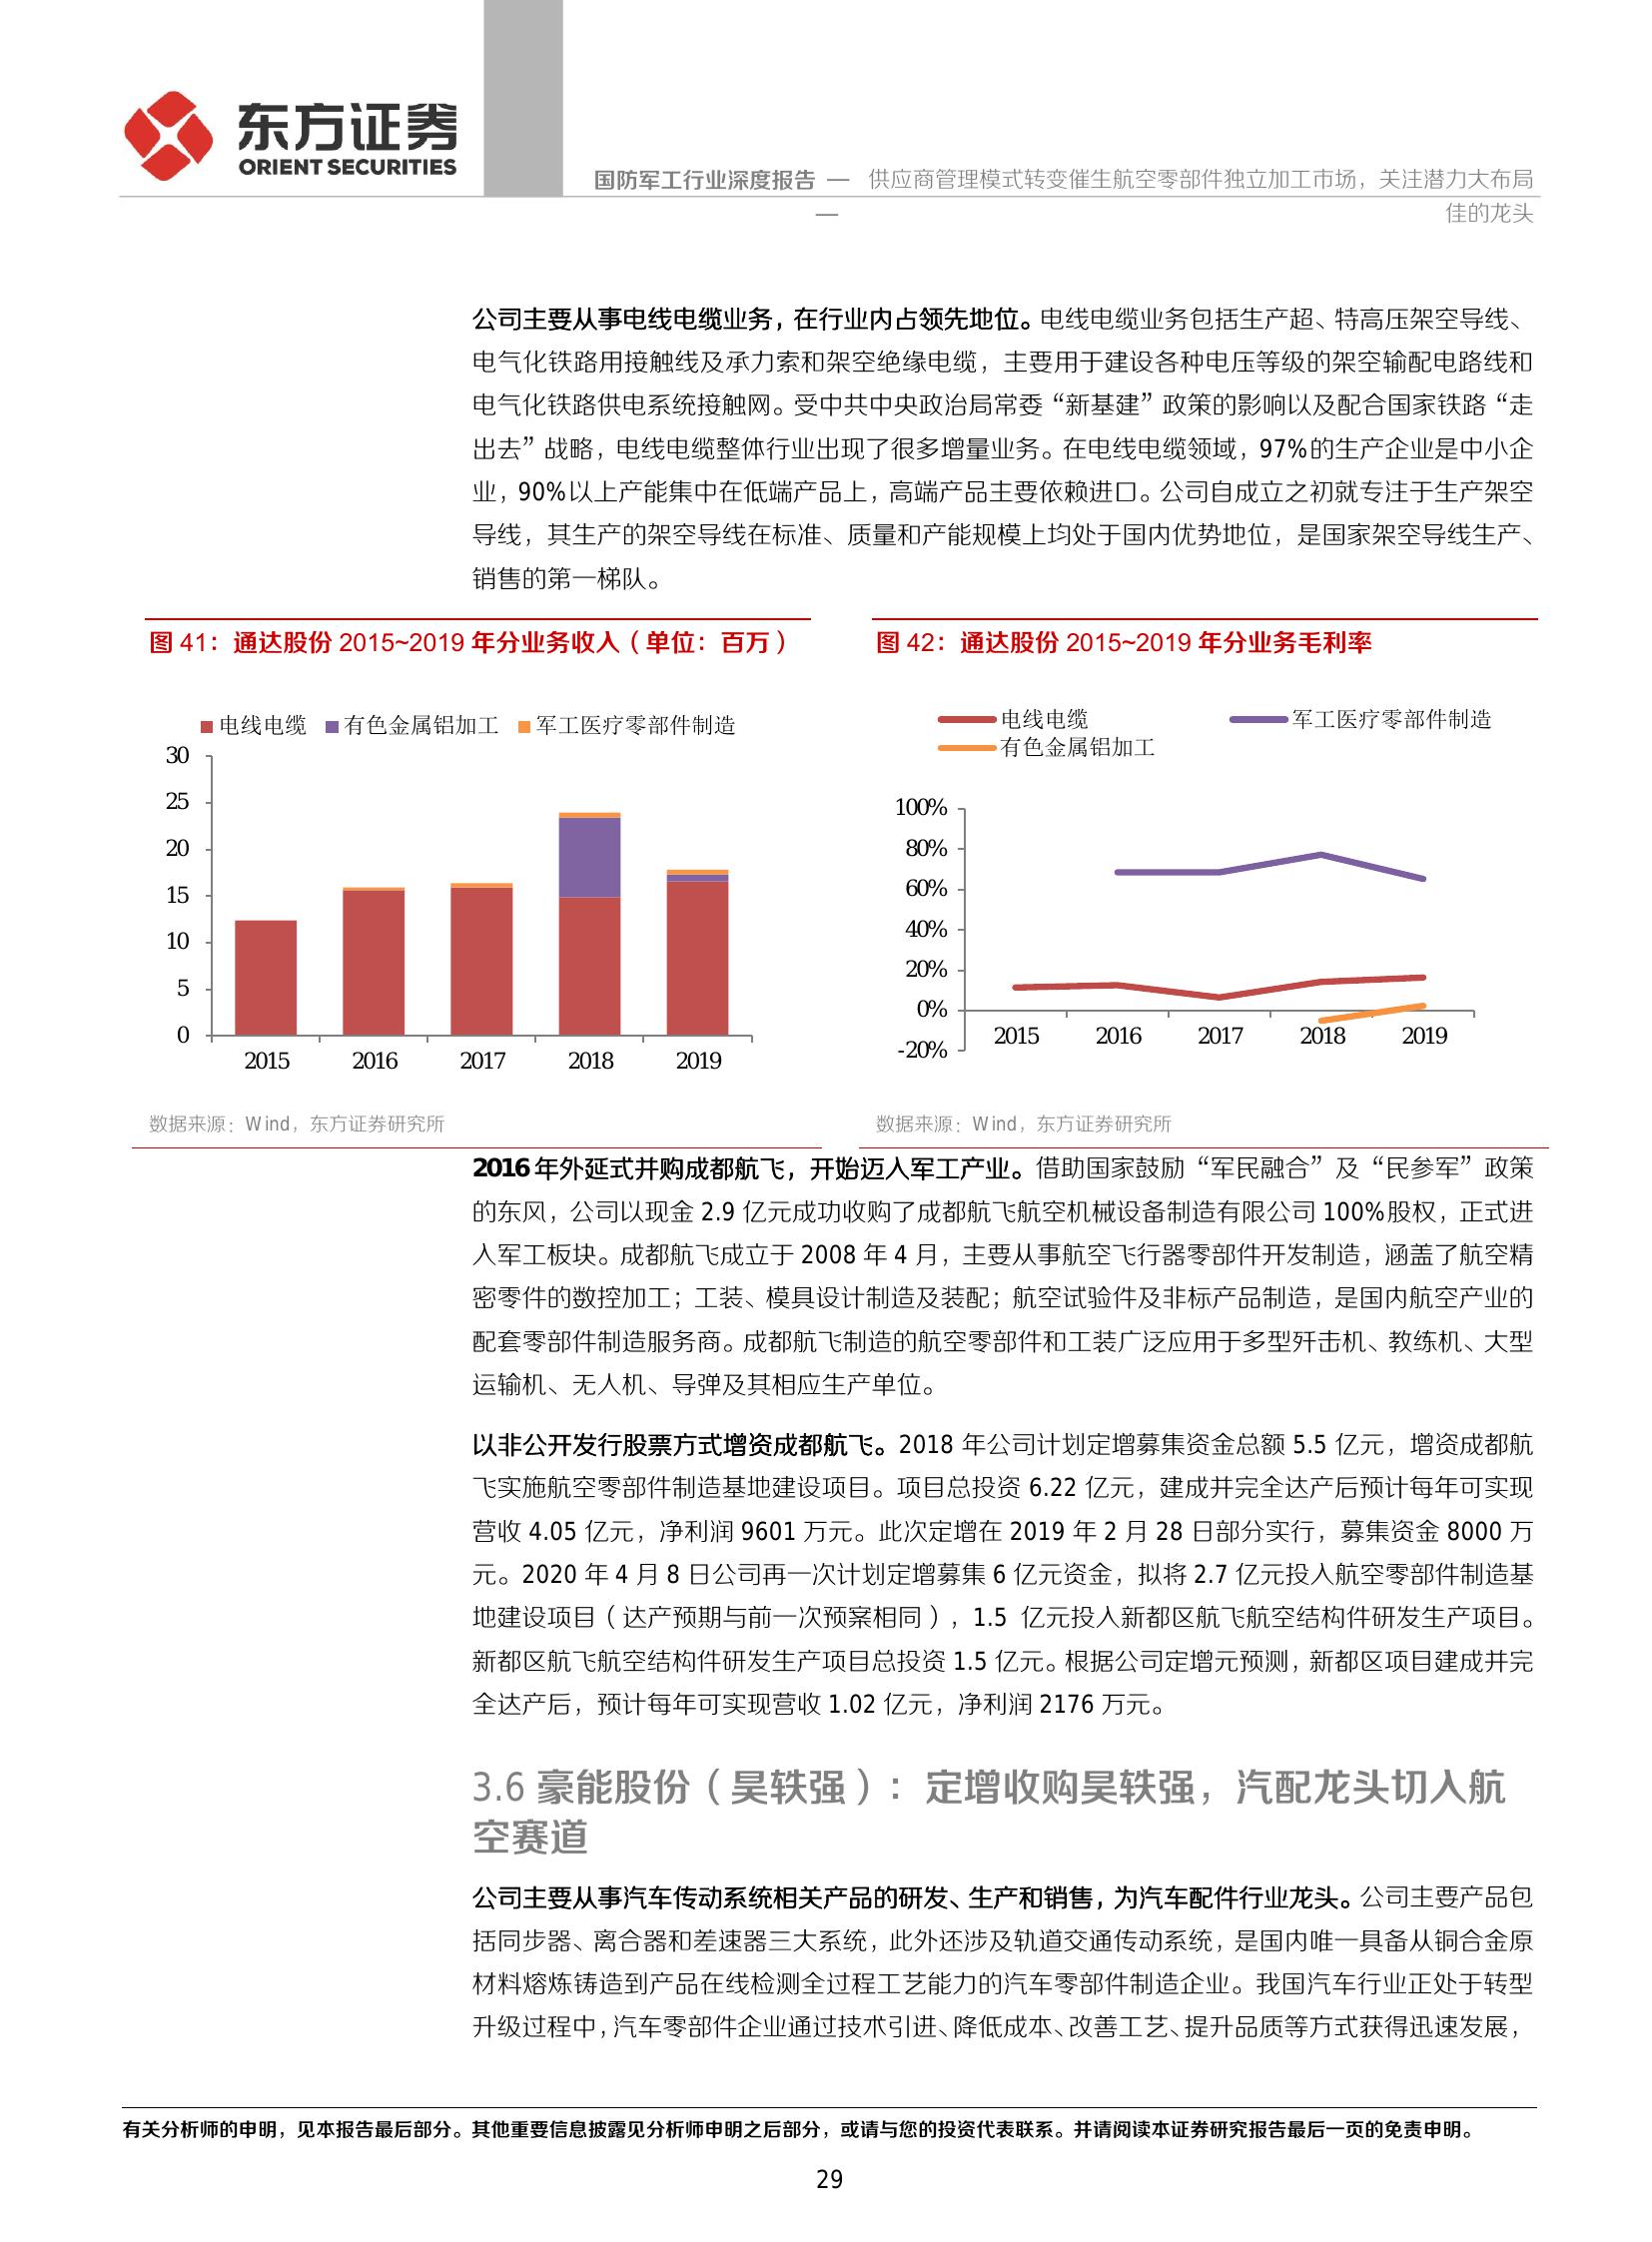 东方证券
ORIENT SECURITIES
国防军工行业深度报告 — 供应商管理模式转变催生航空零部件独立加工市场，关注潜力大布局
— 佳的龙头
公司主要从事电线电缆业务，在行业内占领先地位。电线电缆业务包括生产超、特高压架空导线、
电气化铁路用接触线及承力索和架空绝缘电缆，主要用于建设各种电压等级的架空输配电路线和
电气化铁路供电系统接触网。受中共中央政治局常委“新基建”政策的影响以及配合国家铁路“走
出去”战略，电线电缆整体行业出现了很多增量业务。在电线电缆领域，97%的生产企业是中小企
业，90%以上产能集中在低端产品上，高端产品主要依赖进口。公司自成立之初就专注于生产架空
导线，其生产的架空导线在标准、质量和产能规模上均处于国内优势地位，是国家架空导线生产、
销售的第一梯队。
图 41：通达股份 2015~2019 年分业务收入（单位：百万）
电线电缆 有色金属铝加工 军工医疗零部件制造
30
25
20
15
10
5
0
2015 2016 2017 2018 2019
数据来源：Wind，东方证券研究所
图 42：通达股份 2015~2019 年分业务毛利率
电线电缆 军工医疗零部件制造
有色金属铝加工
100%
80%
60%
40%
20%
0%
-20%
2015 2016 2017 2018 2019
数据来源：Wind，东方证券研究所
2016 年外延式并购成都航飞，开始迈入军工产业。借助国家鼓励“军民融合”及“民参军”政策
的东风，公司以现金 2.9 亿元成功收购了成都航飞航空机械设备制造有限公司 100%股权，正式进
入军工板块。成都航飞成立于 2008 年 4 月，主要从事航空飞行器零部件开发制造，涵盖了航空精
密零件的数控加工；工装、模具设计制造及装配；航空试验件及非标产品制造，是国内航空产业的
配套零部件制造服务商。成都航飞制造的航空零部件和工装广泛应用于多型歼击机、教练机、大型
运输机、无人机、导弹及其相应生产单位。
以非公开发行股票方式增资成都航飞。2018 年公司计划定增募集资金总额 5.5 亿元，增资成都航
飞实施航空零部件制造基地建设项目。项目总投资 6.22 亿元，建成并完全达产后预计每年可实现
营收 4.05 亿元，净利润 9601 万元。此次定增在 2019 年 2 月 28 日部分实行，募集资金 8000 万
元。2020 年 4 月 8 日公司再一次计划定增募集 6 亿元资金，拟将 2.7 亿元投入航空零部件制造基
地建设项目（达产预期与前一次预案相同），1.5 亿元投入新都区航飞航空结构件研发生产项目。
新都区航飞航空结构件研发生产项目总投资 1.5 亿元。根据公司定增元预测，新都区项目建成并完
全达产后，预计每年可实现营收 1.02 亿元，净利润 2176 万元。
3.6 豪能股份（昊轶强）：定增收购昊轶强，汽配龙头切入航
空赛道
公司主要从事汽车传动系统相关产品的研发、生产和销售，为汽车配件行业龙头。公司主要产品包
括同步器、离合器和差速器三大系统，此外还涉及轨道交通传动系统，是国内唯一具备从铜合金原
材料熔炼铸造到产品在线检测全过程工艺能力的汽车零部件制造企业。我国汽车行业正处于转型
升级过程中，汽车零部件企业通过技术引进、降低成本、改善工艺、提升品质等方式获得迅速发展，
有关分析师的申明，见本报告最后部分。其他重要信息披露见分析师申明之后部分，或请与您的投资代表联系。并请阅读本证券研究报告最后一页的免责申明。
29